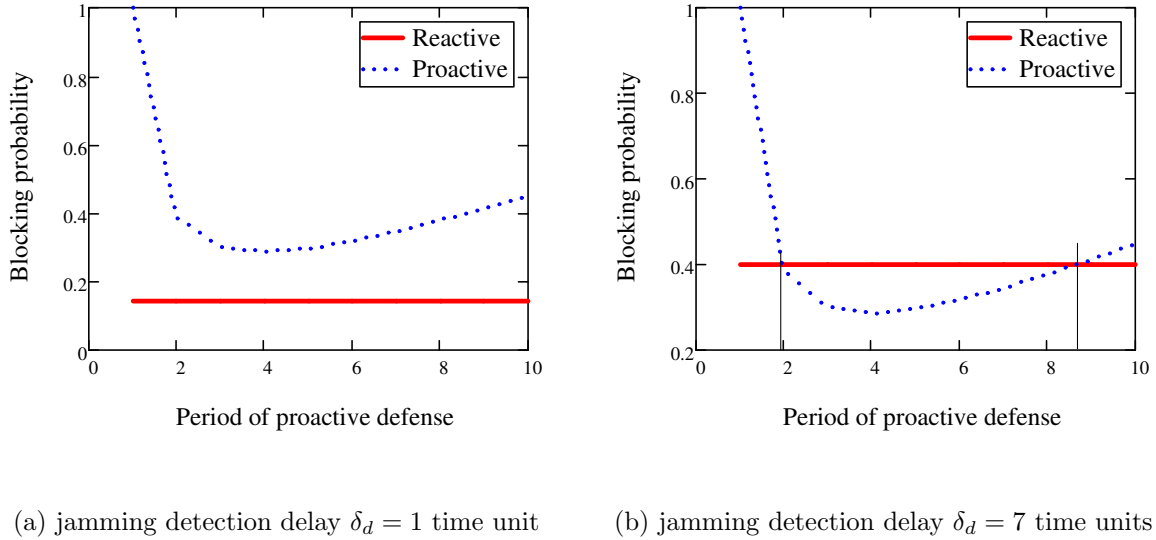 1
0.8
0.6
0.4
0.2
0
0 2 4 6 8 10
Blocking probability
Period of proactive defense
Reactive
Proactive
(a) jamming detection delay δd = 1 time unit
1
0.8
0.6
0.4
0.2
0 2 4 6 8 10
Blocking probability
Period of proactive defense
Reactive
Proactive
(b) jamming detection delay δd = 7 time units